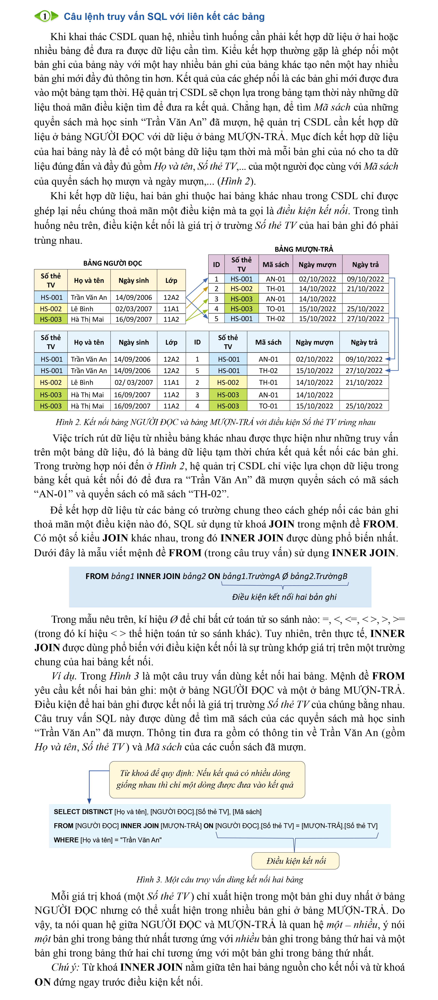 1 Câu lệnh truy vấn SQL với liên kết các bảng
Khi khai thác CSDL quan hệ, nhiều tình huống cần phải kết hợp dữ liệu ở hai hoặc
nhiều bảng để đưa ra được dữ liệu cần tìm. Kiểu kết hợp thường gặp là ghép nối một
bản ghi của bảng này với một hay nhiều bản ghi của bảng khác tạo nên một hay nhiều
bản ghi mới đầy đủ thông tin hơn. Kết quả của các ghép nối là các bản ghi mới được đưa
vào một bảng tạm thời. Hệ quản trị CSDL sẽ chọn lựa trong bảng tạm thời này những dữ
liệu thoả mãn điều kiện tìm để đưa ra kết quả. Chẳng hạn, để tìm Mã sách của những
quyển sách mà học sinh “Trần Văn An” đã mượn, hệ quản trị CSDL cần kết hợp dữ
liệu ở bảng NGƯỜI ĐỌC với dữ liệu ở bảng MƯỢN-TRẢ. Mục đích kết hợp dữ liệu
của hai bảng này là để có một bảng dữ liệu tạm thời mà mỗi bản ghi của nó cho ta dữ
liệu đúng đắn và đầy đủ gồm Họ và tên, Số thẻ TV,... của một người đọc cùng với Mã sách
của quyển sách họ mượn và ngày mượn,... (Hình 2).
Khi kết hợp dữ liệu, hai bản ghi thuộc hai bảng khác nhau trong CSDL chỉ được
ghép lại nếu chúng thoả mãn một điều kiện mà ta gọi là điều kiện kết nối. Trong tình
huống nêu trên, điều kiện kết nối là giá trị ở trường Số thẻ TV của hai bản ghi đó phải
trùng nhau.
BẢNG NGƯỜI ĐỌC
Số thẻ TV Họ và tên Ngày sinh Lớp
HS-001 Trần Văn An 14/09/2006 12A2
HS-002 Lê Bình 02/03/2007 11A1
HS-003 Hà Thị Mai 16/09/2007 11A2
BẢNG MƯỢN-TRẢ
ID Số thẻ TV Mã sách Ngày mượn Ngày trả
1 HS-001 AN-01 02/10/2022 09/10/2022
2 HS-002 TH-01 14/10/2022 21/10/2022
3 HS-003 AN-01 14/10/2022
4 HS-003 TO-01 15/10/2022 25/10/2022
5 HS-001 TH-02 15/10/2022 27/10/2022
Số thẻ TV Họ và tên Ngày sinh Lớp ID Số thẻ TV Mã sách Ngày mượn Ngày trả
HS-001 Trần Văn An 14/09/2006 12A2 1 HS-001 AN-01 02/10/2022 09/10/2022
HS-001 Trần Văn An 14/09/2006 12A2 5 HS-001 TH-02 15/10/2022 27/10/2022
HS-002 Lê Bình 02/ 03/2007 11A1 2 HS-002 TH-01 14/10/2022 21/10/2022
HS-003 Hà Thị Mai 16/09/2007 11A2 3 HS-003 AN-01 14/10/2022
HS-003 Hà Thị Mai 16/09/2007 11A2 4 HS-003 TO-01 15/10/2022 25/10/2022
Hình 2. Kết nối bảng NGƯỜI ĐỌC và bảng MƯỢN-TRẢ với điều kiện Số thẻ TV trùng nhau
Việc trích rút dữ liệu từ nhiều bảng khác nhau được thực hiện như những truy vấn
trên một bảng dữ liệu, đó là bảng dữ liệu tạm thời chứa kết quả kết nối các bản ghi.
Trong trường hợp nói đến ở Hình 2, hệ quản trị CSDL chỉ việc lựa chọn dữ liệu trong
bảng kết quả kết nối đó để đưa ra “Trần Văn An” đã mượn quyển sách có mã sách
“AN-01” và quyển sách có mã sách “TH-02”.
Để kết hợp dữ liệu từ các bảng có trường chung theo cách ghép nối các bản ghi
thoả mãn một điều kiện nào đó, SQL sử dụng từ khoá JOIN trong mệnh đề FROM.
Có một số kiểu JOIN khác nhau, trong đó INNER JOIN được dùng phổ biến nhất.
Dưới đây là mẫu viết mệnh đề FROM (trong câu truy vấn) sử dụng INNER JOIN.
FROM bảng1 INNER JOIN bảng2 ON bảng1.TrườngA Ø bảng2.TrườngB
Điều kiện kết nối hai bản ghi
Trong mẫu nêu trên, kí hiệu Ø để chỉ bất cứ toán tử so sánh nào: =, <, <=, < >, >, >=
(trong đó kí hiệu < > thể hiện toán tử so sánh khác). Tuy nhiên, trên thực tế, INNER
JOIN được dùng phổ biến với điều kiện kết nối là sự trùng khớp giá trị trên một trường
chung của hai bảng kết nối.
Ví dụ. Trong Hình 3 là một câu truy vấn dùng kết nối hai bảng. Mệnh đề FROM
yêu cầu kết nối hai bản ghi: một ở bảng NGƯỜI ĐỌC và một ở bảng MƯỢN-TRẢ.
Điều kiện để hai bản ghi được kết nối là giá trị trường Số thẻ TV của chúng bằng nhau.
Câu truy vấn SQL này được dùng để tìm mã sách của các quyển sách mà học sinh
“Trần Văn An” đã mượn. Thông tin đưa ra gồm có thông tin về Trần Văn An (gồm
Họ và tên, Số thẻ TV) và Mã sách của các cuốn sách đã mượn.
Từ khoá để quy định: Nếu kết quả có nhiều dòng
giống nhau thì chỉ một dòng được đưa vào kết quả
SELECT DISTINCT [Họ và tên], [NGƯỜI ĐỌC].[Số thẻ TV], [Mã sách]
FROM [NGƯỜI ĐỌC] INNER JOIN [MƯỢN-TRẢ] ON [NGƯỜI ĐỌC].[Số thẻ TV] = [MƯỢN-TRẢ].[Số thẻ TV]
WHERE [Họ và tên] = "Trần Văn An"
Điều kiện kết nối
Hình 3. Một câu truy vấn dùng kết nối hai bảng
Mỗi giá trị khoá (một Số thẻ TV) chỉ xuất hiện trong một bản ghi duy nhất ở bảng
NGƯỜI ĐỌC nhưng có thể xuất hiện trong nhiều bản ghi ở bảng MƯỢN-TRẢ. Do
vậy, ta nói quan hệ giữa NGƯỜI ĐỌC và MƯỢN-TRẢ là quan hệ một – nhiều, ý nói
một bản ghi trong bảng thứ nhất tương ứng với nhiều bản ghi trong bảng thứ hai và một
bản ghi trong bảng thứ hai chỉ tương ứng với một bản ghi trong bảng thứ nhất.
Chú ý: Từ khoá INNER JOIN nằm giữa tên hai bảng nguồn cho kết nối và từ khoá
ON đứng ngay trước điều kiện kết nối.